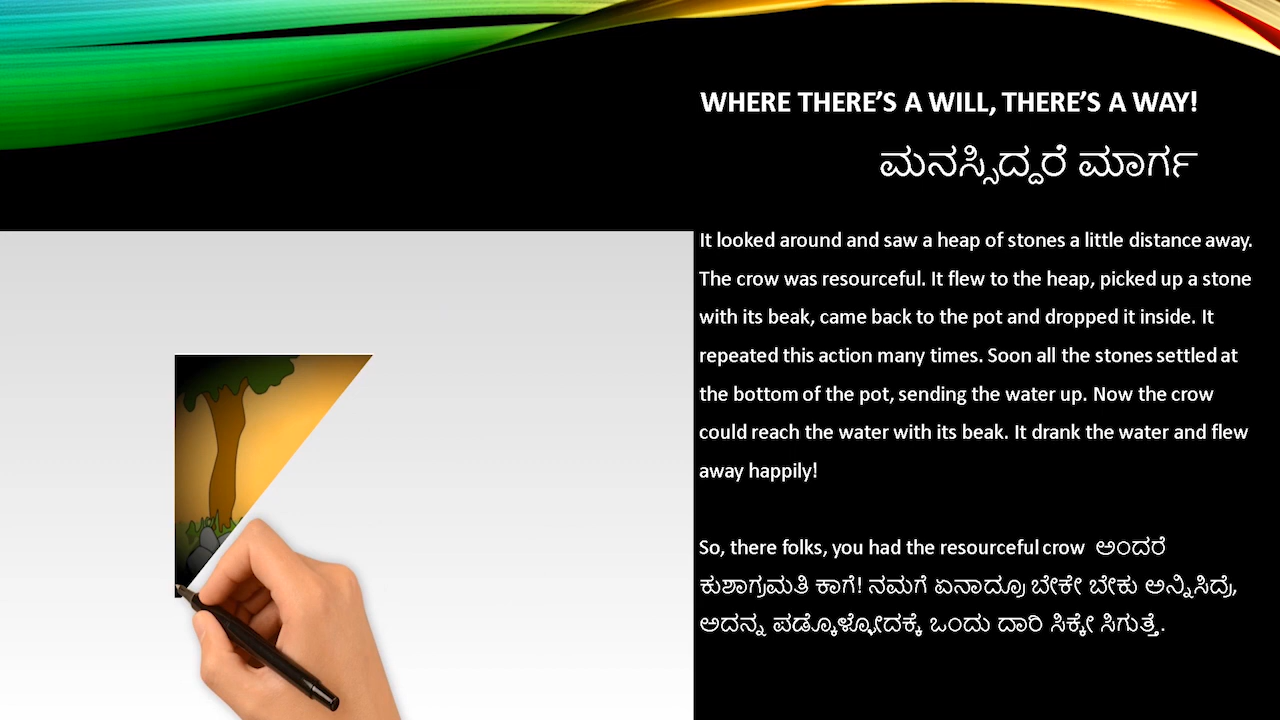 WHERE THERE’S A WILL, THERE’S A WAY!
ಮನಸ್ಸಿದ್ದರೆ ಮಾರ್ಗ
It looked around and saw a heap of stones a little distance away.
The crow was resourceful. It flew to the heap, picked up a stone
with its beak, came back to the pot and dropped it inside. It
repeated this action many times. Soon all the stones settled at
the bottom of the pot, sending the water up. Now the crow
could reach the water with its beak. It drank the water and flew
away happily!
So, there folks, you had the resourceful crow ಅಂದರೆ
ಕುಶಾಗ್ರಮತಿ ಕಾಗೆ! ನಮಗೆ ಏನಾದ್ರೂ ಬೇಕೇ ಬೇಕು ಅನ್ನಿಸಿದ್ರೆ,
ಅದನ್ನ ಪಡ್ಕೊಳ್ಳೋದಕ್ಕೆ ಒಂದು ದಾರಿ ಸಿಕ್ಕೇ ಸಿಗುತ್ತೆ.